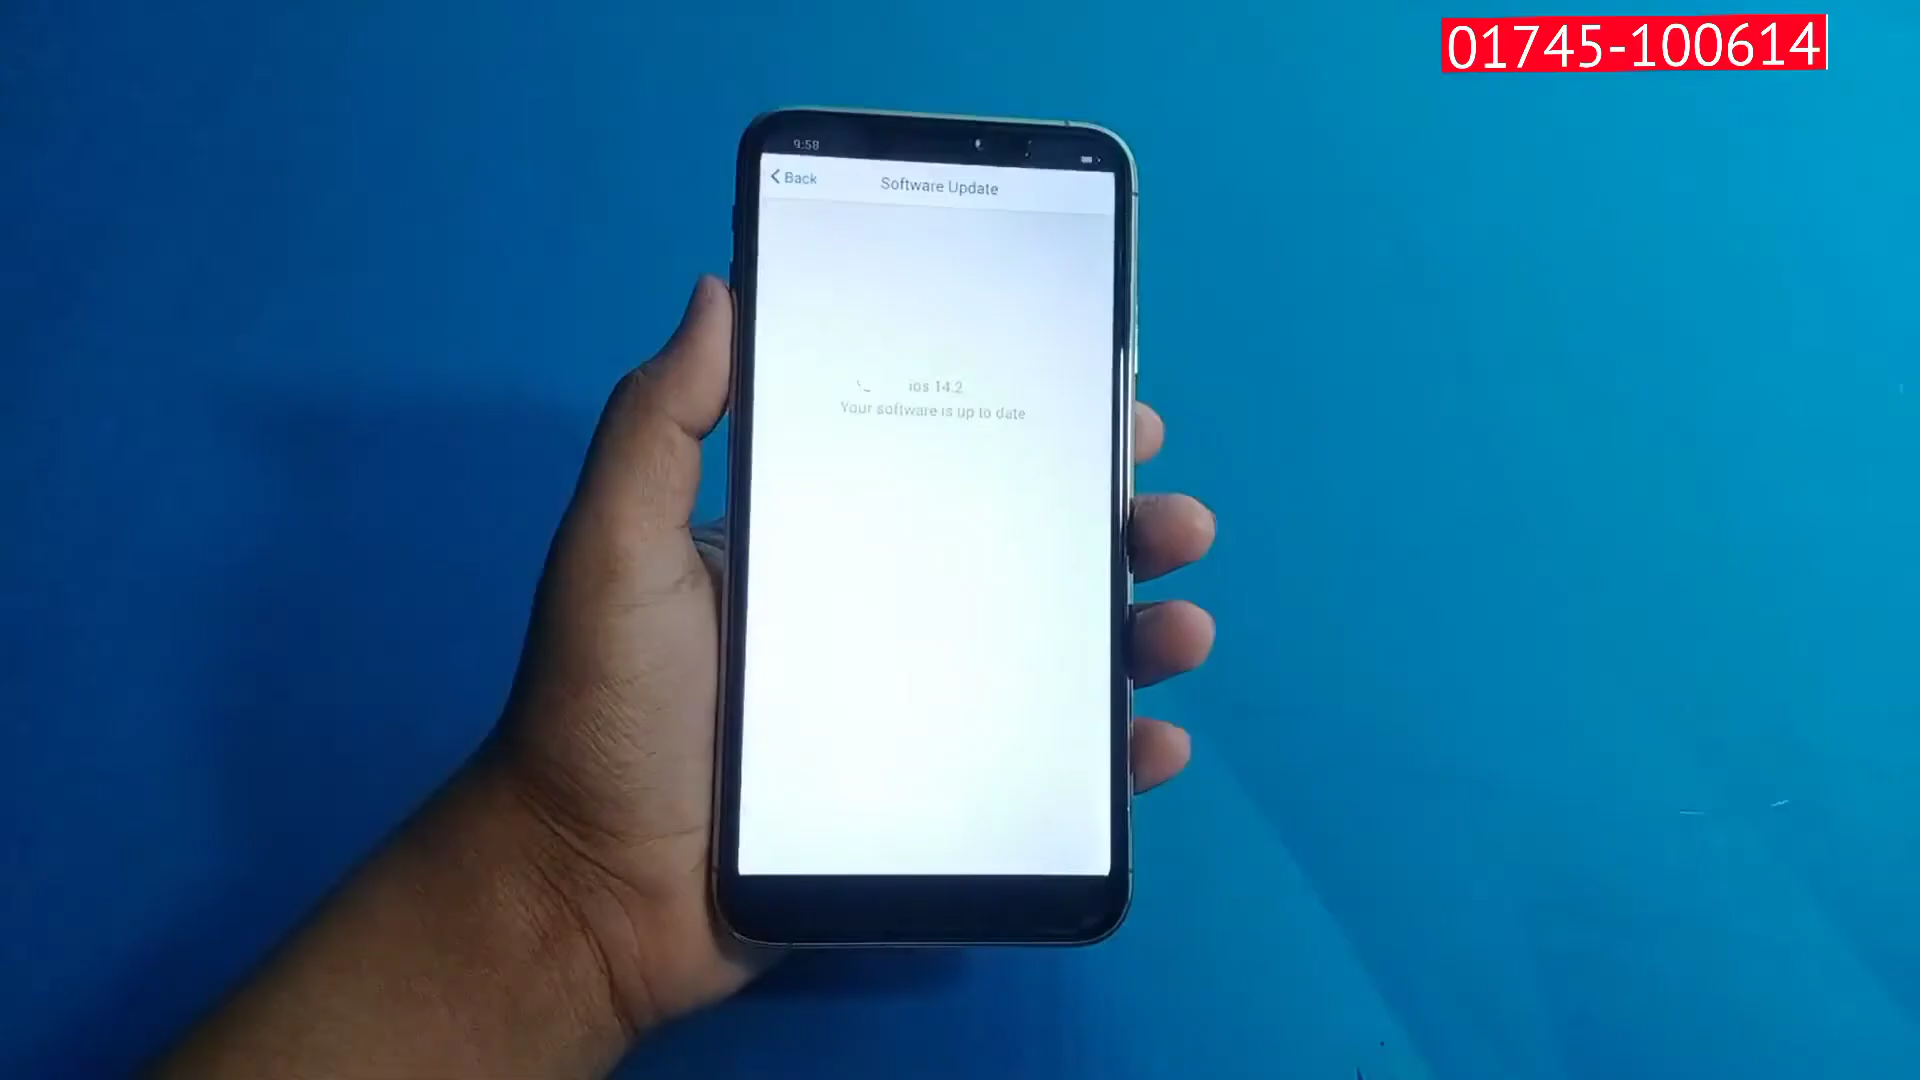 01745-100614
9:58
Back
Software Update
ios 14.2
Your software is up to date